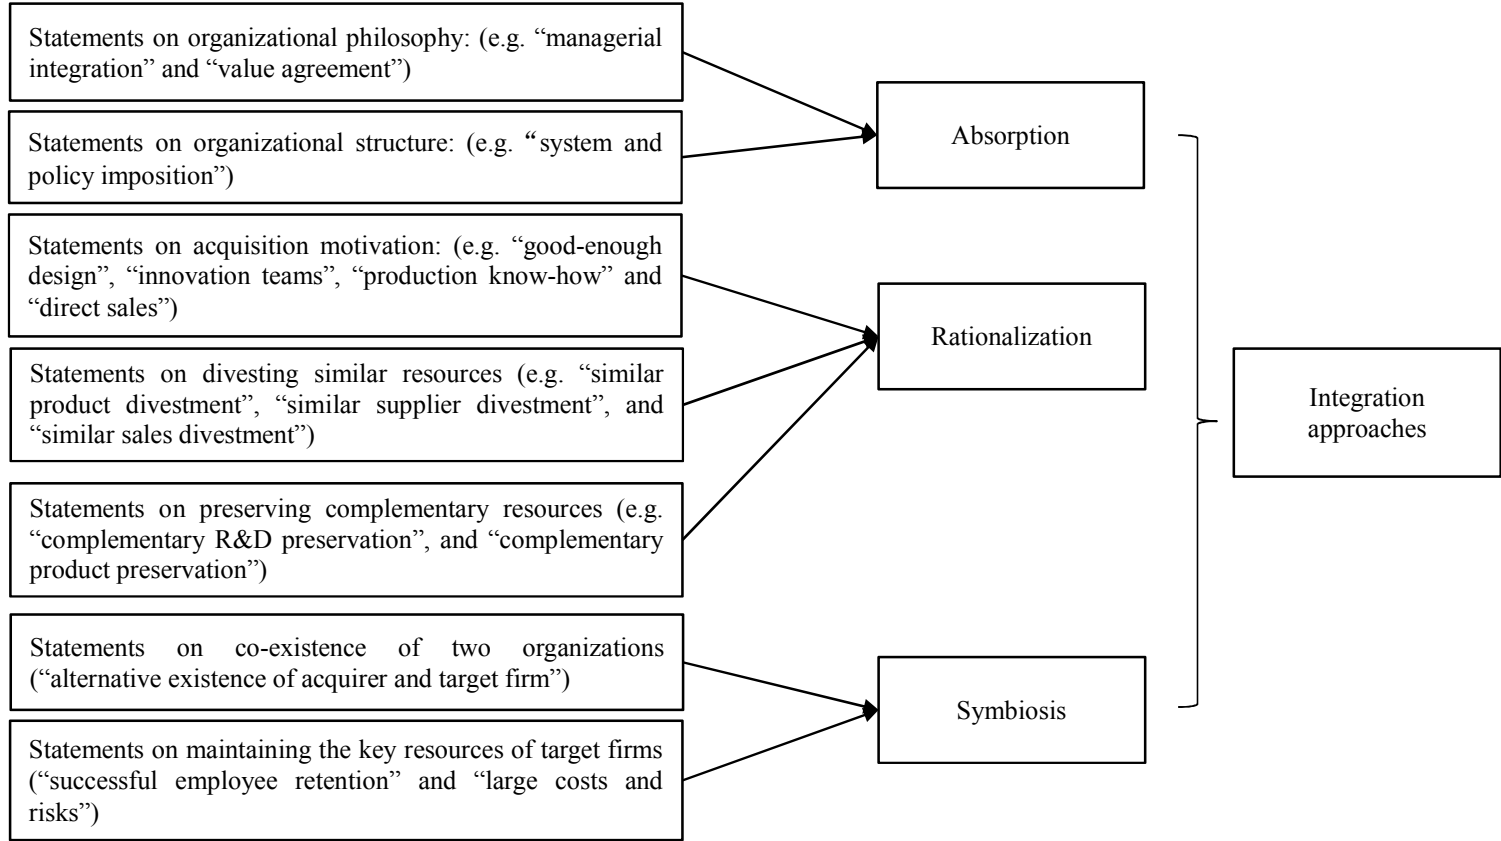 Statements on organizational philosophy: (e.g. “managerial
integration” and “value agreement”)
Statements on organizational structure: (e.g. “system and
policy imposition”)
Statements on acquisition motivation: (e.g. “good-enough
design”, “innovation teams”, “production know-how” and
“direct sales”)
Statements on divesting similar resources (e.g. “similar
product divestment”, “similar supplier divestment”, and
“similar sales divestment”)
Statements on preserving complementary resources (e.g.
“complementary R&D preservation”, and “complementary
product preservation”)
Statements on co-existence of two organizations
(“alternative existence of acquirer and target firm”)
Statements on maintaining the key resources of target firms
(“successful employee retention” and “large costs and
risks”)
Absorption
Rationalization
Symbiosis
Integration
approaches